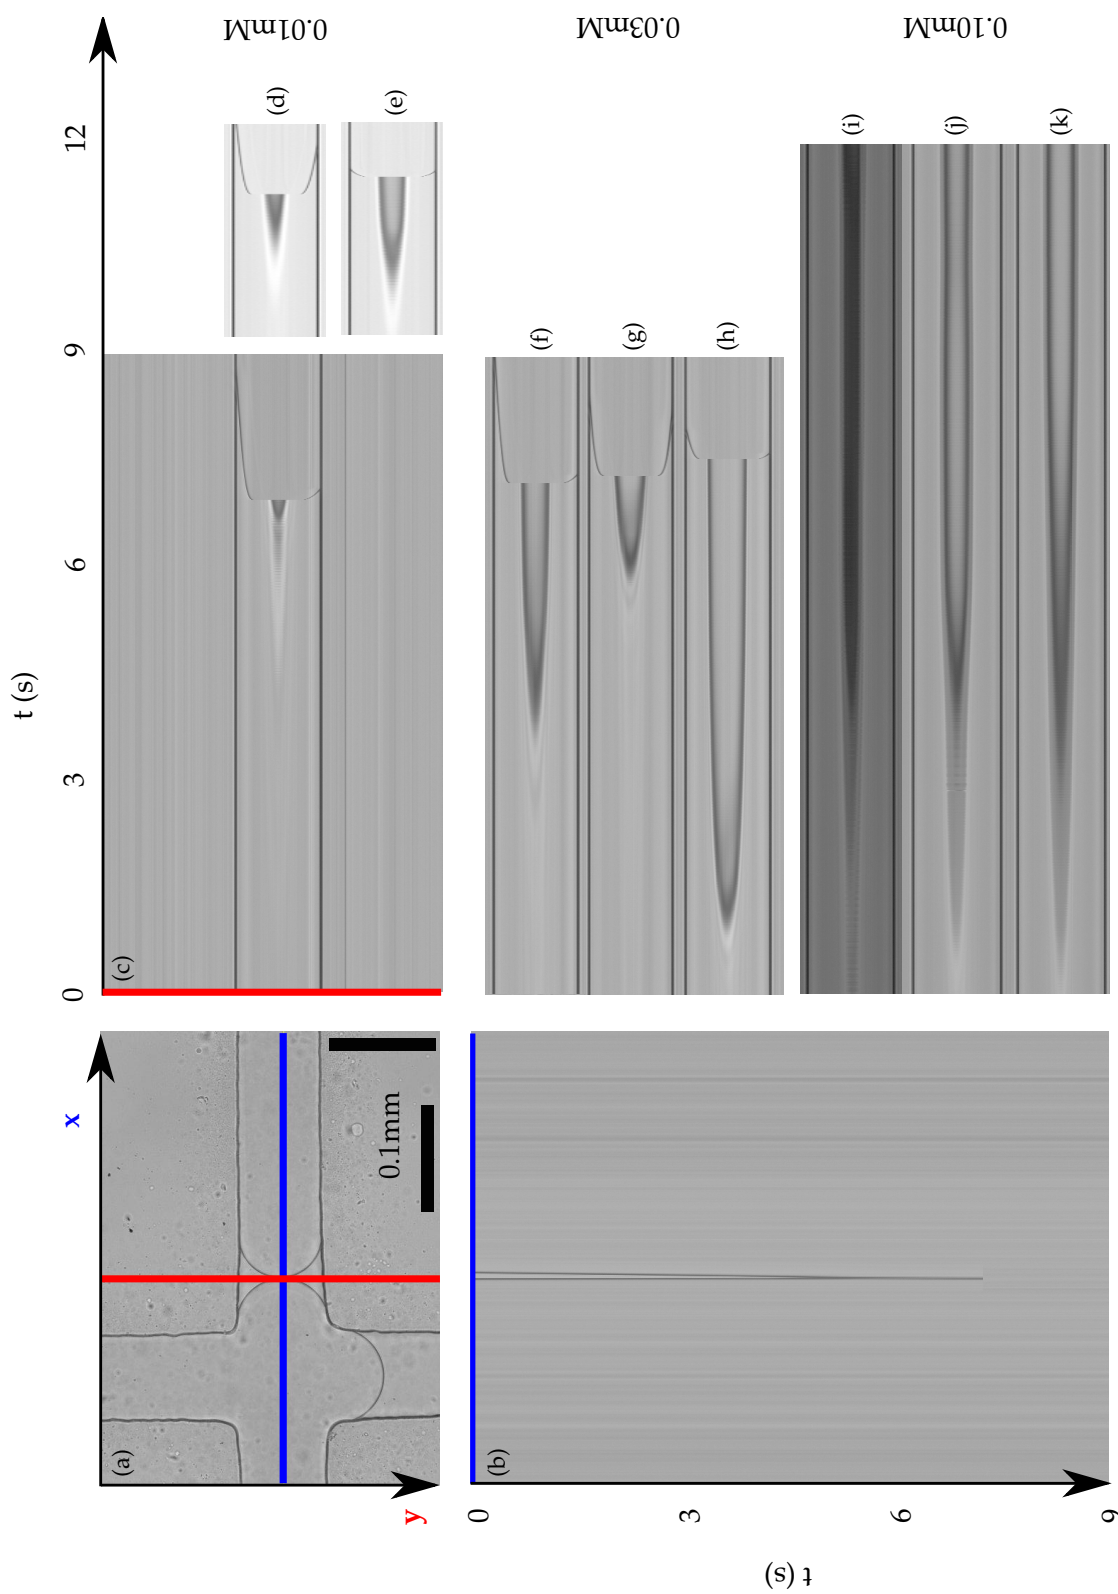 x
y
(a)
0.1mm
t (s)
0
3
6
9
12
(c)
(d)
(e)
0.01mM
(b)
0
3
6
9
t (s)
(f)
(g)
(h)
0.03mM
(i)
(j)
(k)
0.10mM